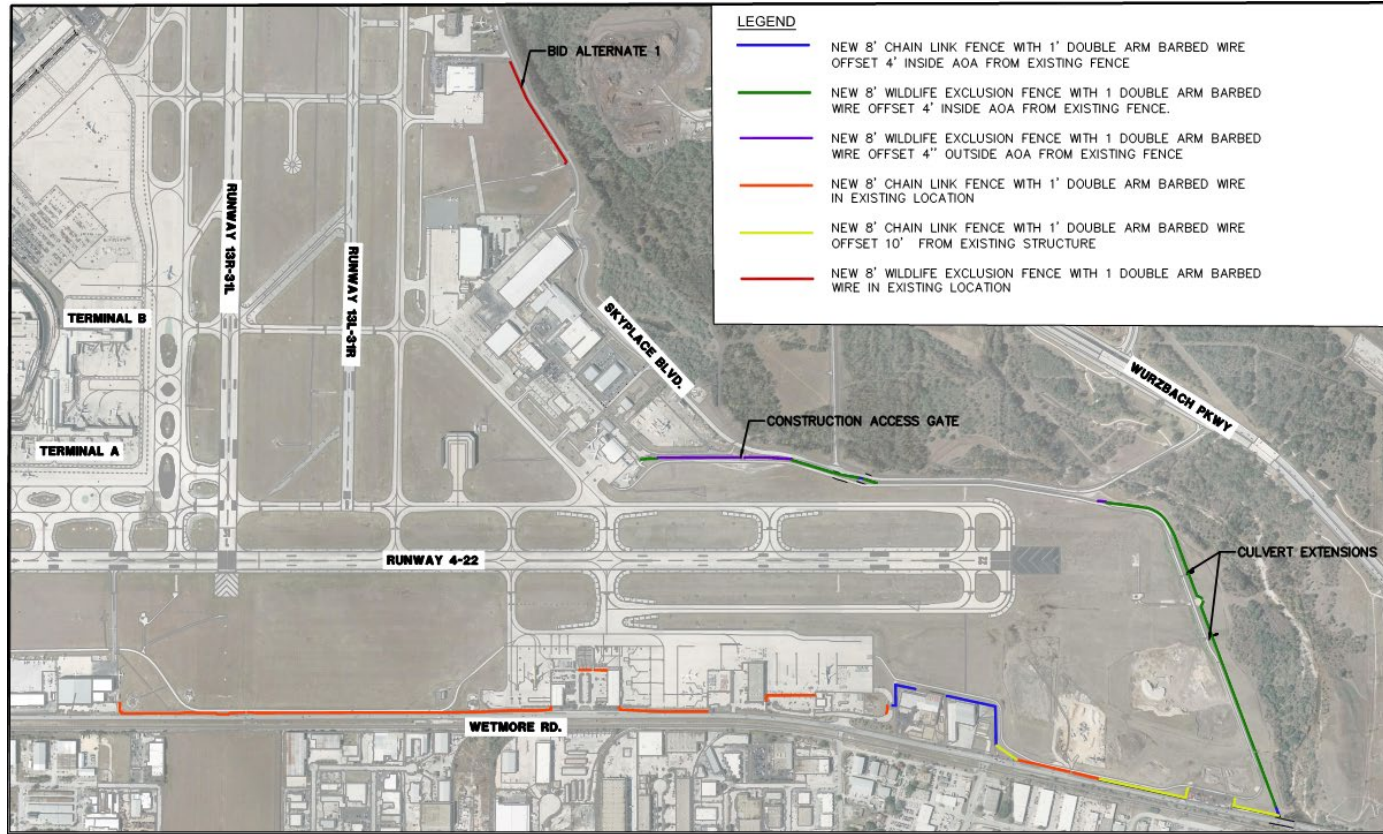 LEGEND
NEW 8' CHAIN LINK FENCE WITH 1' DOUBLE ARM BARBED WIRE
OFFSET 4' INSIDE AOA FROM EXISTING FENCE
NEW 8' WILDLIFE EXCLUSION FENCE WITH 1 DOUBLE ARM BARBED
WIRE OFFSET 4' INSIDE AOA FROM EXISTING FENCE.
NEW 8' WILDLIFE EXCLUSION FENCE WITH 1 DOUBLE ARM BARBED
WIRE OFFSET 4'' OUTSIDE AOA FROM EXISTING FENCE
NEW 8' CHAIN LINK FENCE WITH 1' DOUBLE ARM BARBED WIRE
IN EXISTING LOCATION
NEW 8' CHAIN LINK FENCE WITH 1' DOUBLE ARM BARBED WIRE
OFFSET 10' FROM EXISTING STRUCTURE
NEW 8' WILDLIFE EXCLUSION FENCE WITH 1 DOUBLE ARM BARBED
WIRE IN EXISTING LOCATION
BID ALTERNATE 1
RUNWAY 13R-31L
RUNWAY 13L-31R
TERMINAL B
TERMINAL A
SKYPLACE BLVD.
WURZBACH PKWY
CONSTRUCTION ACCESS GATE
CULVERT EXTENSIONS
RUNWAY 4-22
22
WETMORE RD.